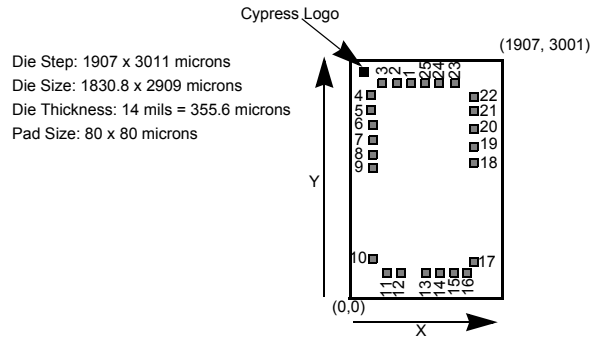 Cypress Logo
(1907, 3001)
Die Step: 1907 x 3011 microns
Die Size: 1830.8 x 2909 microns
Die Thickness: 14 mils = 355.6 microns
Pad Size: 80 x 80 microns
3 2 1 25 24 23
4 22
5 21
6 20
7 19
8 18
9
Y
10 17
11 12 13 14 15 16
(0,0)
X